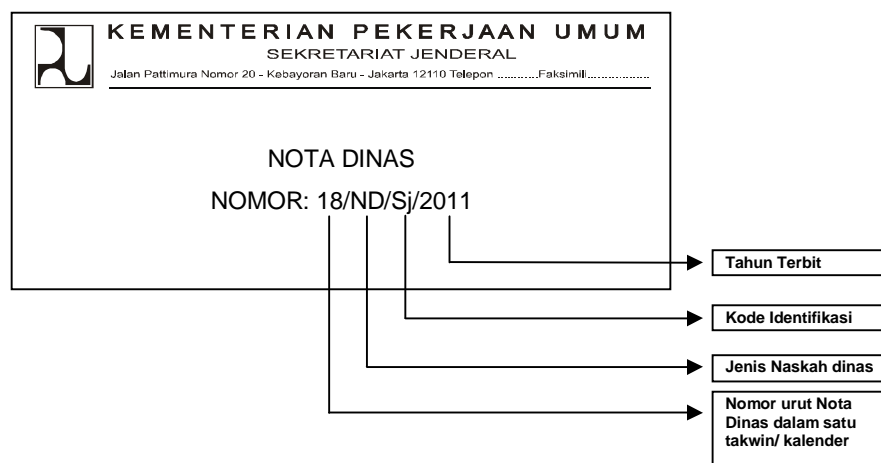 KEMENTERIAN PEKERJAAN UMUM
SEKRETARIAT JENDERAL
Jalan Pattimura Nomor 20 - Kebayoran Baru - Jakarta 12110 Telepon ............Faksimili...................
NOTA DINAS
NOMOR: 18/ND/Sj/2011
Tahun Terbit
Kode Identifikasi
Jenis Naskah dinas
Nomor urut Nota
Dinas dalam satu
takwin/ kalender